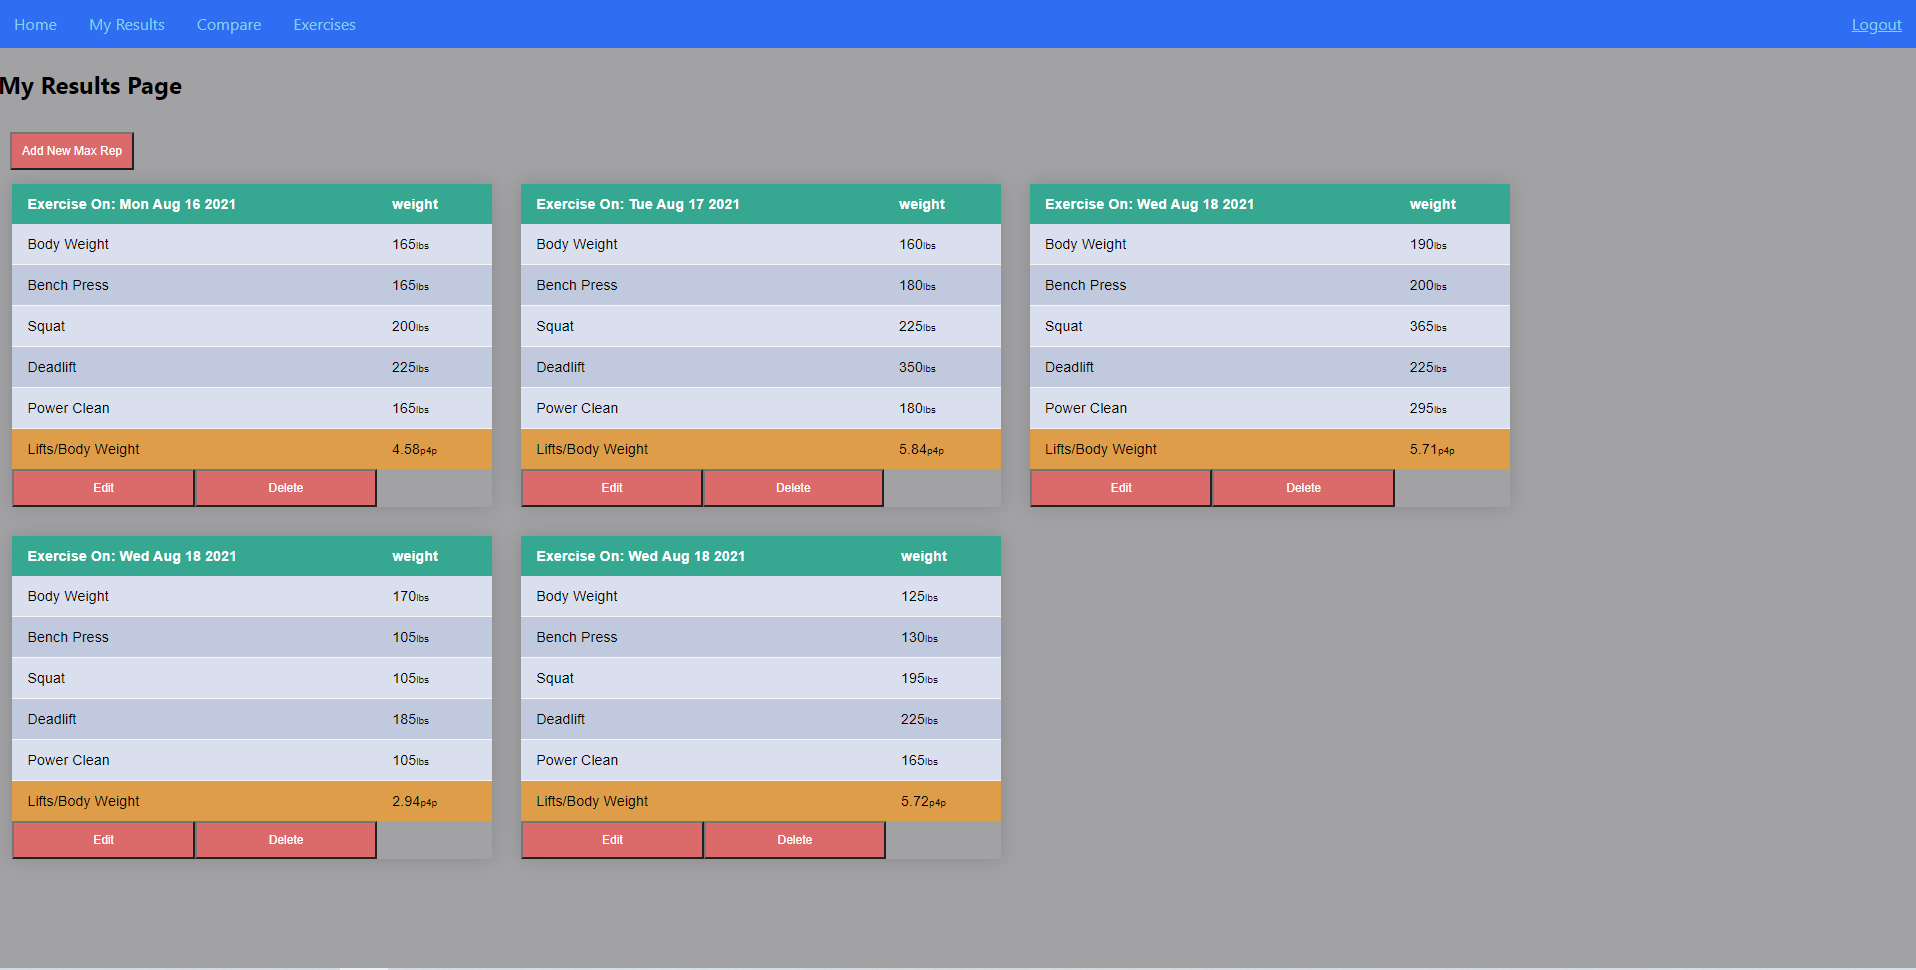 Home My Results Compare Exercises Logout
My Results Page
Add New Max Rep
Exercise On: Mon Aug 16 2021 weight
Body Weight 165lbs
Bench Press 165lbs
Squat 200lbs
Deadlift 225lbs
Power Clean 165lbs
Lifts/Body Weight 4.58p4p
Edit Delete
Exercise On: Tue Aug 17 2021 weight
Body Weight 160lbs
Bench Press 180lbs
Squat 225lbs
Deadlift 350lbs
Power Clean 180lbs
Lifts/Body Weight 5.84p4p
Edit Delete
Exercise On: Wed Aug 18 2021 weight
Body Weight 190lbs
Bench Press 200lbs
Squat 365lbs
Deadlift 225lbs
Power Clean 295lbs
Lifts/Body Weight 5.71p4p
Edit Delete
Exercise On: Wed Aug 18 2021 weight
Body Weight 170lbs
Bench Press 105lbs
Squat 105lbs
Deadlift 185lbs
Power Clean 105lbs
Lifts/Body Weight 2.94p4p
Edit Delete
Exercise On: Wed Aug 18 2021 weight
Body Weight 125lbs
Bench Press 130lbs
Squat 195lbs
Deadlift 225lbs
Power Clean 165lbs
Lifts/Body Weight 5.72p4p
Edit Delete